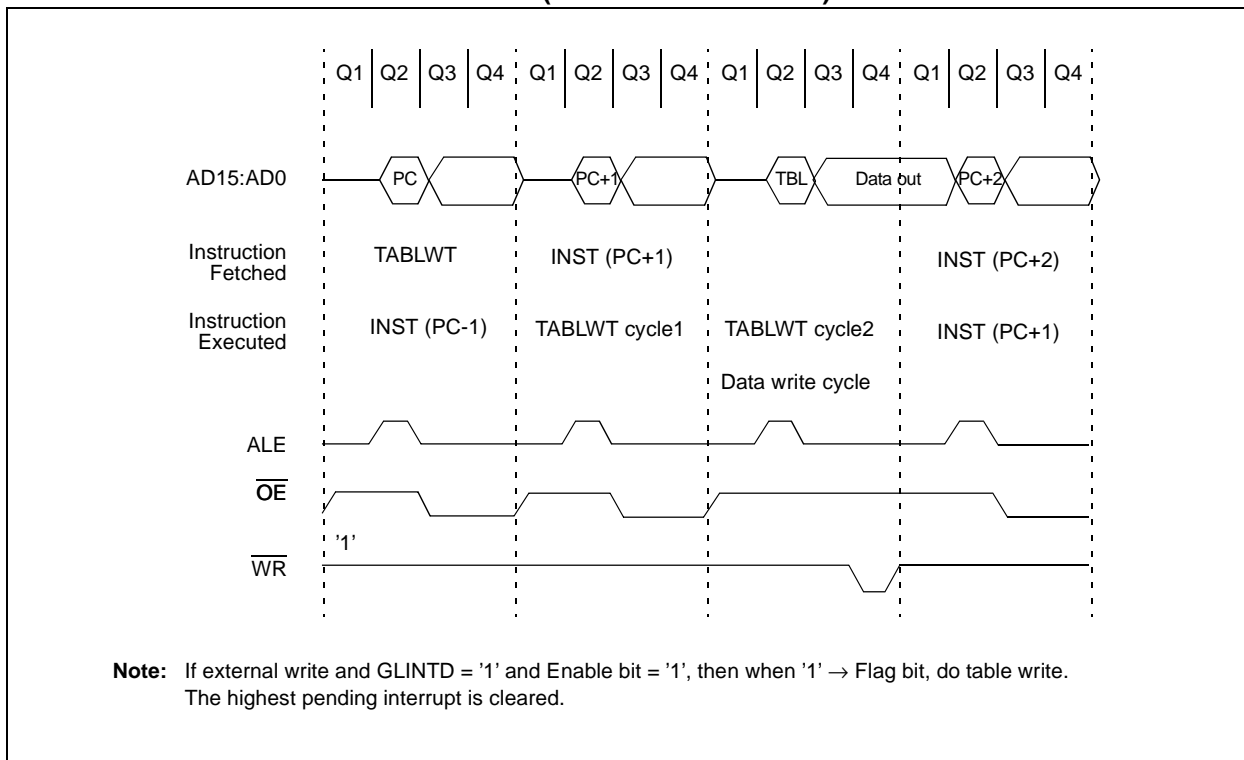 Q1 Q2 Q3 Q4 Q1 Q2 Q3 Q4 Q1 Q2 Q3 Q4 Q1 Q2 Q3 Q4
AD15:AD0 PC PC+1 TBL Data out PC+2
Instruction
Fetched
TABLWT INST (PC+1) INST (PC+2)
Instruction
Executed
INST (PC-1) TABLWT cycle1 TABLWT cycle2 INST (PC+1)
Data write cycle
ALE
OE
'1'
WR
Note: If external write and GLINTD = '1' and Enable bit = '1', then when '1' → Flag bit, do table write.
The highest pending interrupt is cleared.